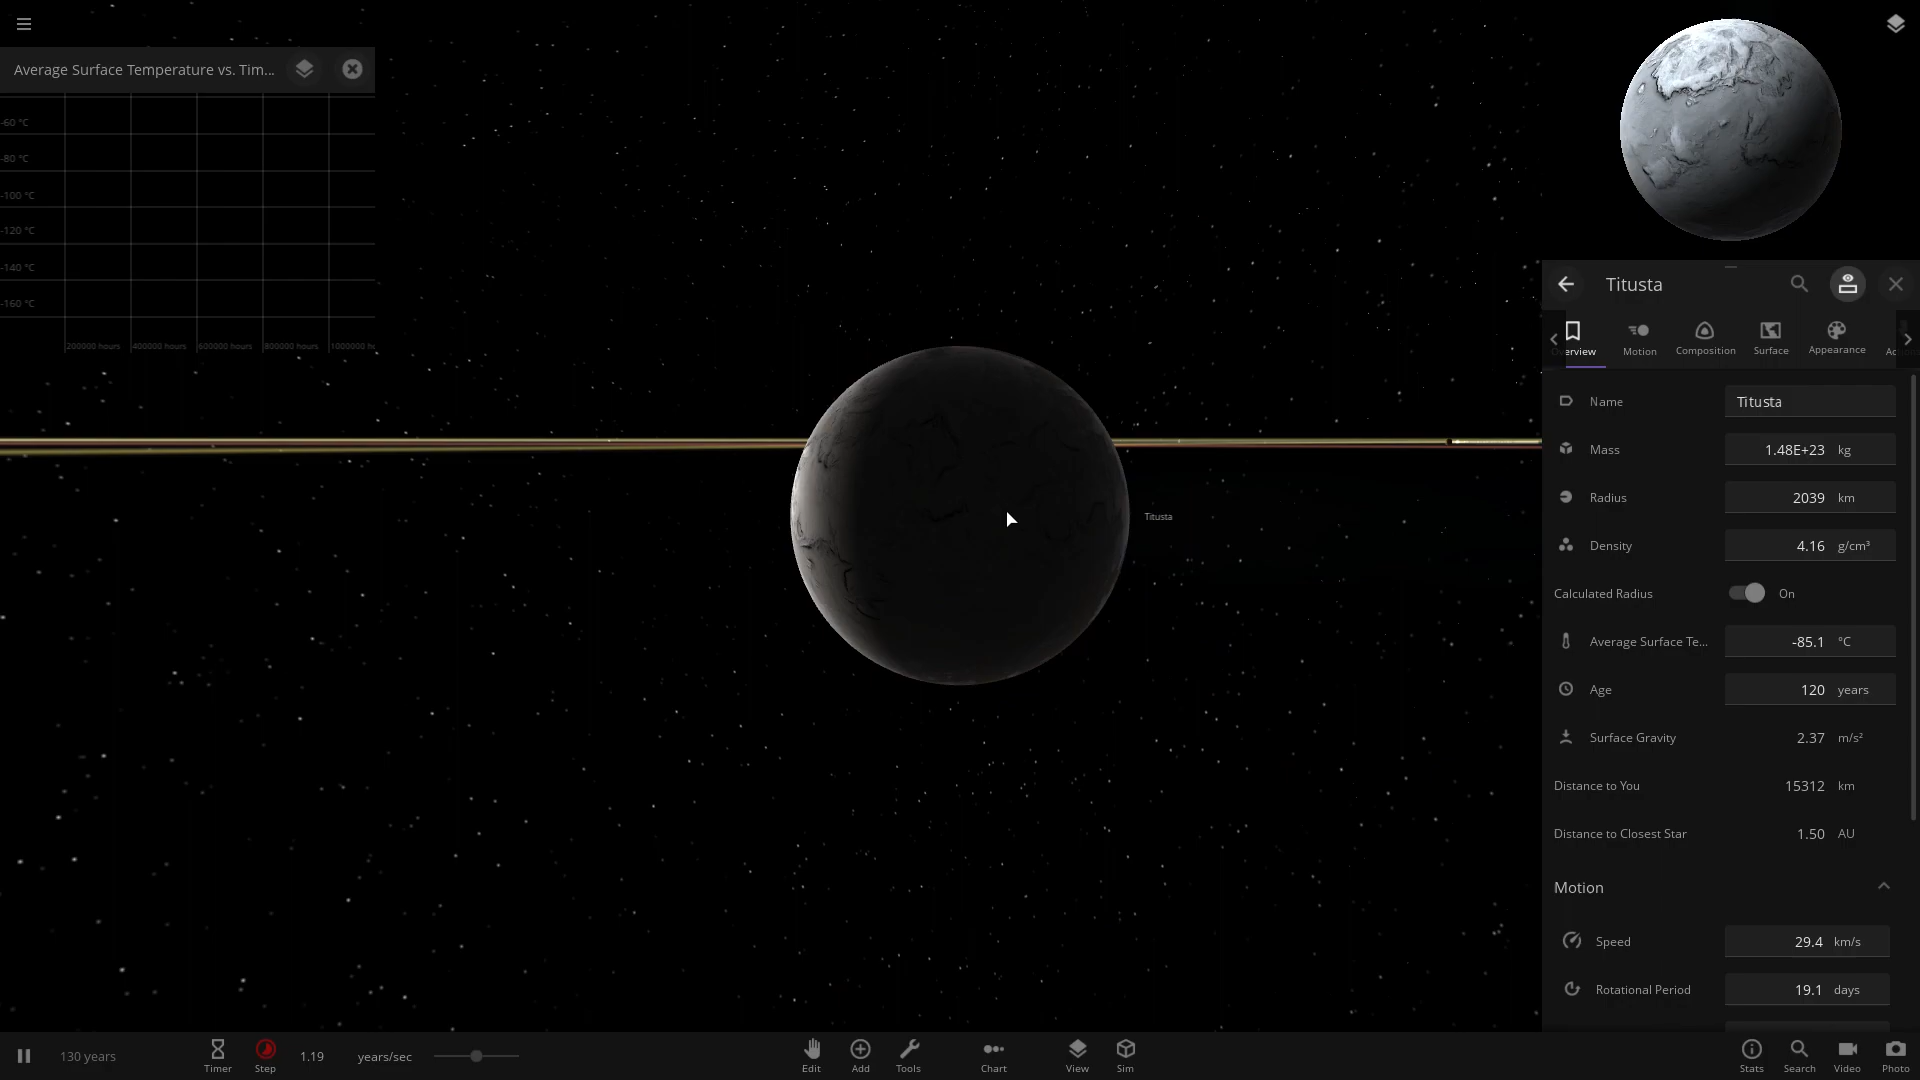 Average Surface Temperature vs. Tim...
-60 °C
-80 °C
-100 °C
-120 °C
-140 °C
-160 °C
200000 hours
400000 hours
600000 hours
800000 hours
1000000 h
Titusta
Titusta
Overview
Motion
Composition
Surface
Appearance
Name
Titusta
Mass
1.48E+23 kg
Radius
2039 km
Density
4.16 g/cm³
Calculated Radius
On
Average Surface Te...
-85.1 °C
Age
120 years
Surface Gravity
2.37 m/s²
Distance to You
15312 km
Distance to Closest Star
1.50 AU
Motion
Speed
29.4 km/s
Rotational Period
19.1 days
130 years
Timer
Step
1.19 years/sec
Edit
Add
Tools
Chart
View
Sim
Stats
Search
Video
Photo